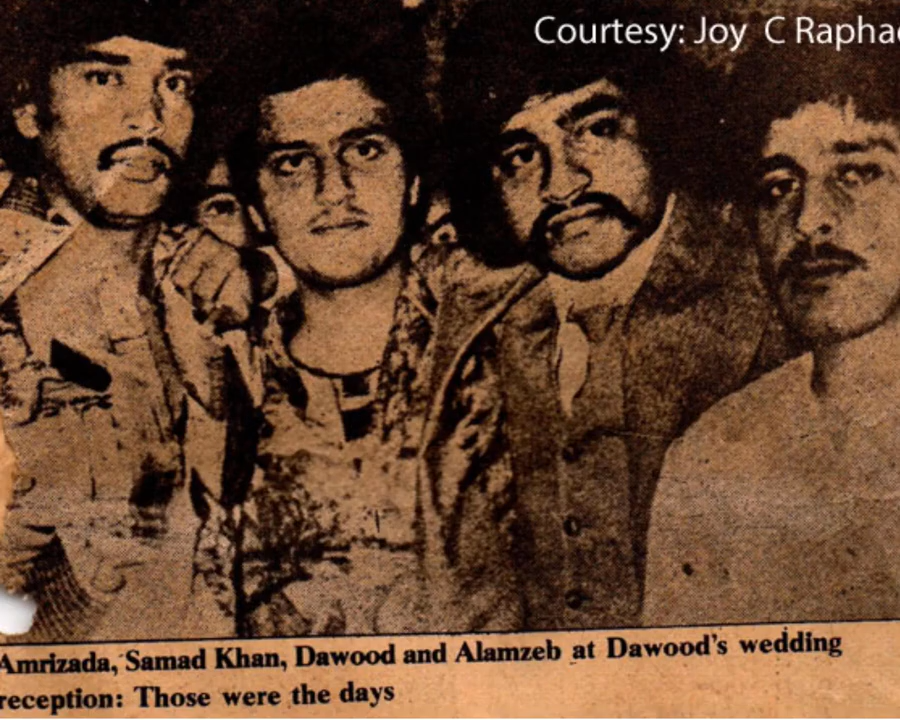 Courtesy: Joy C Raphae
Amrizada, Samad Khan, Dawood and Alamzeb at Dawood's wedding
reception: Those were the days